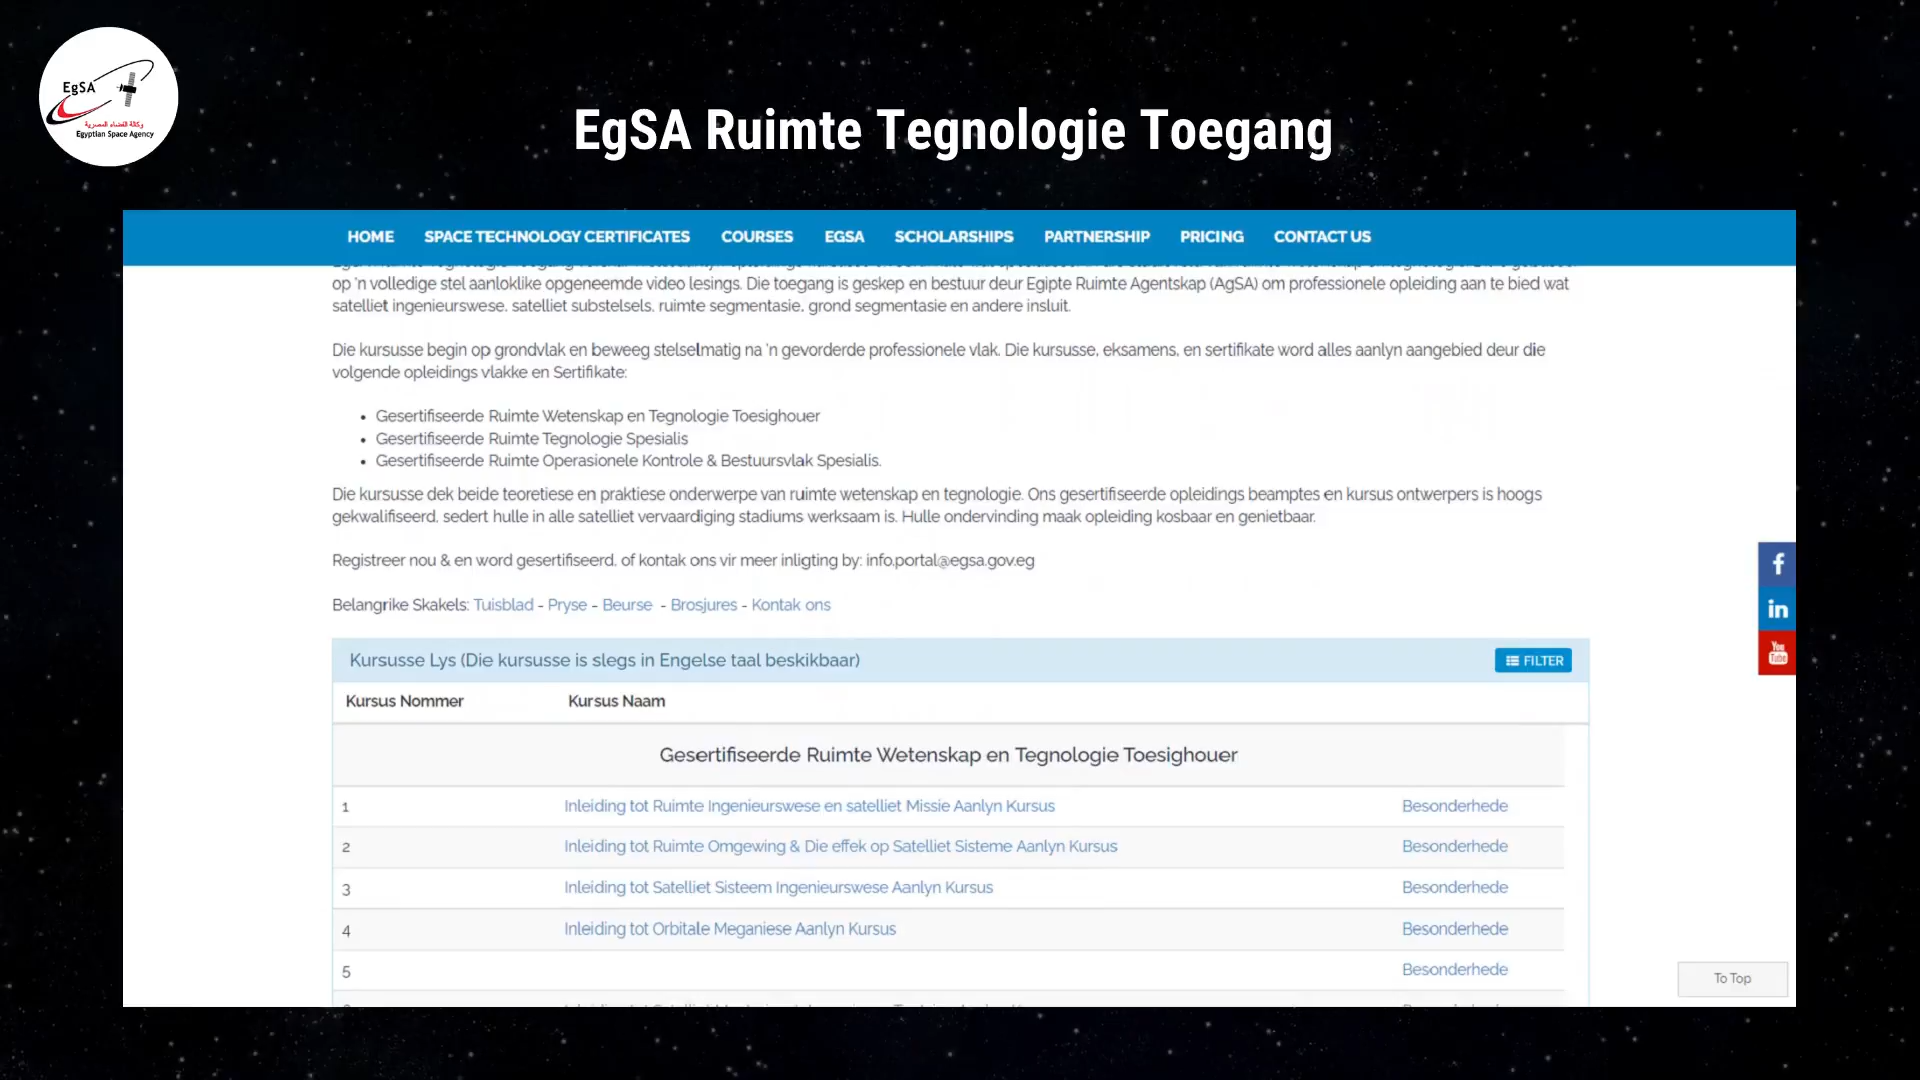 EgSA
وكالة الفضاء المصرية
Egyptian Space Agency
EgSA Ruimte Tegnologie Toegang
HOME SPACE TECHNOLOGY CERTIFICATES COURSES EGSA SCHOLARSHIPS PARTNERSHIP PRICING CONTACT US
op 'n volledige stel aanloklike opgeneemde video lesings. Die toegang is geskep en bestuur deur Egipte Ruimte Agentskap (AgSA) om professionele opleiding aan te bied wat
satelliet ingenieurswese, satelliet substelsels, ruimte segmentasie, grond segmentasie en andere insluit.
Die kursusse begin op grondvlak en beweeg stelselmatig na 'n gevorderde professionele vlak. Die kursusse, eksamens, en sertifikate word alles aanlyn aangebied deur die
volgende opleidings vlakke en Sertifikate:
• Gesertifiseerde Ruimte Wetenskap en Tegnologie Toesighouer
• Gesertifiseerde Ruimte Tegnologie Spesialis
• Gesertifiseerde Ruimte Operasionele Kontrole & Bestuursvlak Spesialis.
Die kursusse dek beide teoretiese en praktiese onderwerpe van ruimte wetenskap en tegnologie. Ons gesertifiseerde opleidings beamptes en kursus ontwerpers is hoogs
gekwalifiseerd, sedert hulle in alle satelliet vervaardiging stadiums werksaam is. Hulle ondervinding maak opleiding kosbaar en genietbaar.
Registreer nou & en word gesertifiseerd, of kontak ons vir meer inligting by: info.portal@egsa.gov.eg
Belangrike Skakels: Tuisblad - Pryse - Beurse - Brosjures - Kontak ons
Kursusse Lys (Die kursusse is slegs in Engelse taal beskikbaar) FILTER
Kursus Nommer Kursus Naam
Gesertifiseerde Ruimte Wetenskap en Tegnologie Toesighouer
1 Inleiding tot Ruimte Ingenieurswese en satelliet Missie Aanlyn Kursus Besonderhede
2 Inleiding tot Ruimte Omgewing & Die effek op Satelliet Sisteme Aanlyn Kursus Besonderhede
3 Inleiding tot Satelliet Sisteem Ingenieurswese Aanlyn Kursus Besonderhede
4 Inleiding tot Orbitale Meganiese Aanlyn Kursus Besonderhede
5 Besonderhede
f
in
You Tube
To Top